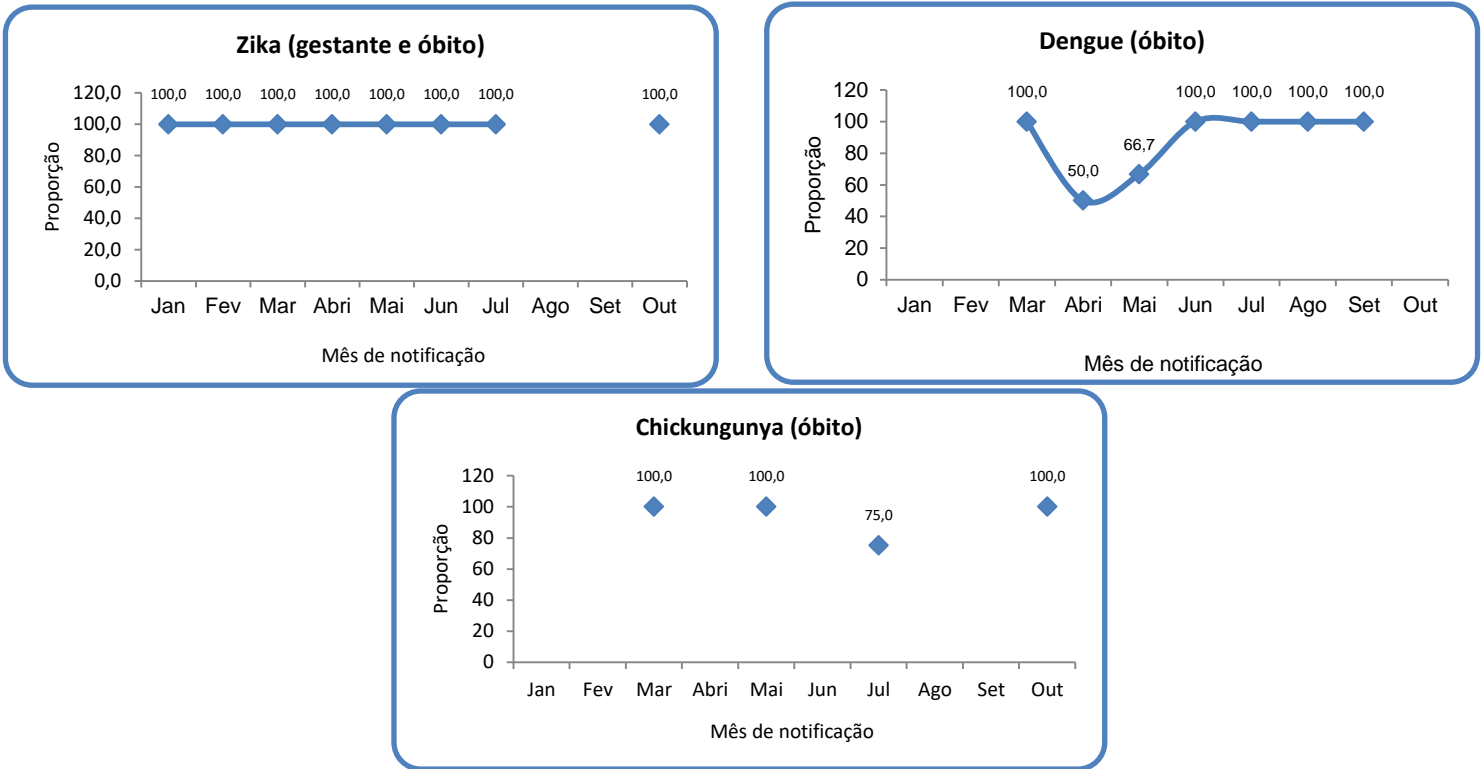 Zika (gestante e óbito)
100,0 100,0 100,0 100,0 100,0 100,0 100,0 100,0
120,0
100,0
80,0
60,0
40,0
20,0
0,0
Proporção
Jan Fev Mar Abri Mai Jun Jul Ago Set Out
Mês de notificação
Dengue (óbito)
100,0 50,0 66,7 100,0 100,0 100,0 100,0
120
100
80
60
40
20
0
Proporção
Jan Fev Mar Abri Mai Jun Jul Ago Set Out
Mês de notificação
Chickungunya (óbito)
100,0 100,0 75,0 100,0
120
100
80
60
40
20
0
Proporção
Jan Fev Mar Abri Mai Jun Jul Ago Set Out
Mês de notificação